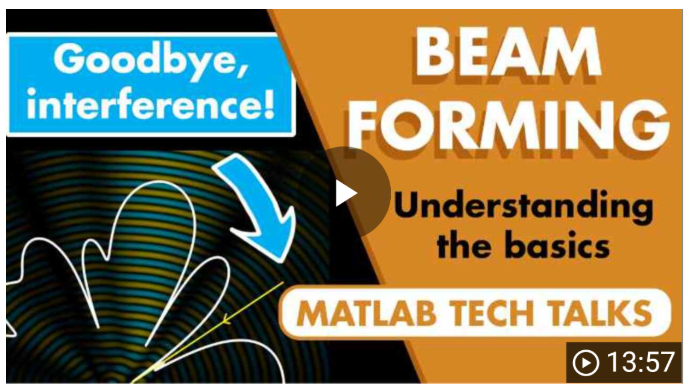 Goodbye,
interference!
BEAM
FORMING
Understanding
the basics
MATLAB TECH TALKS
13:57